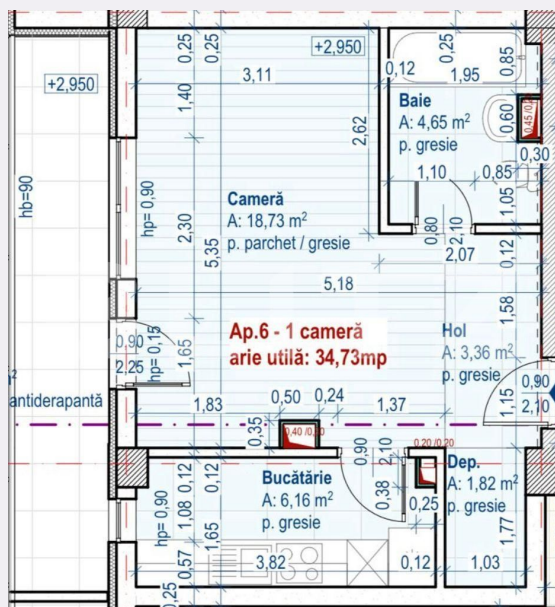 0,25
0,25
+2,950
0,25
0,85
+2,950
3,11
0,12
1,95
1,40
Baie
A: 4,65 m²
p. gresie
0,60
0,45/0,
2,62
0,30
hb=90
hp= 0,90
1,10
0,85
1,05
Cameră
A: 18,73 m²
p. parchet / gresie
2,30
5,35
0,80
2,10
0,12
2,07
5,18
1,58
Ap.6 - 1 cameră
arie utilă: 34,73mp
Hol
A: 3,36 m²
p. gresie
0,90
2,25
hp= 0,15
1,65
0,90
2,10
1,15
antiderapantă
1,83
0,50
0,24
1,37
0,35
0,40 /0,
0,90
2,10
0,20 /0,20
Dep.
A: 1,82 m²
p. gresie
Bucătărie
A: 6,16 m²
p. gresie
0,12
0,12
hp= 0,90
1,08
1,65
0,38
0,25
1,77
0,57
3,82
0,12
1,03
0,25